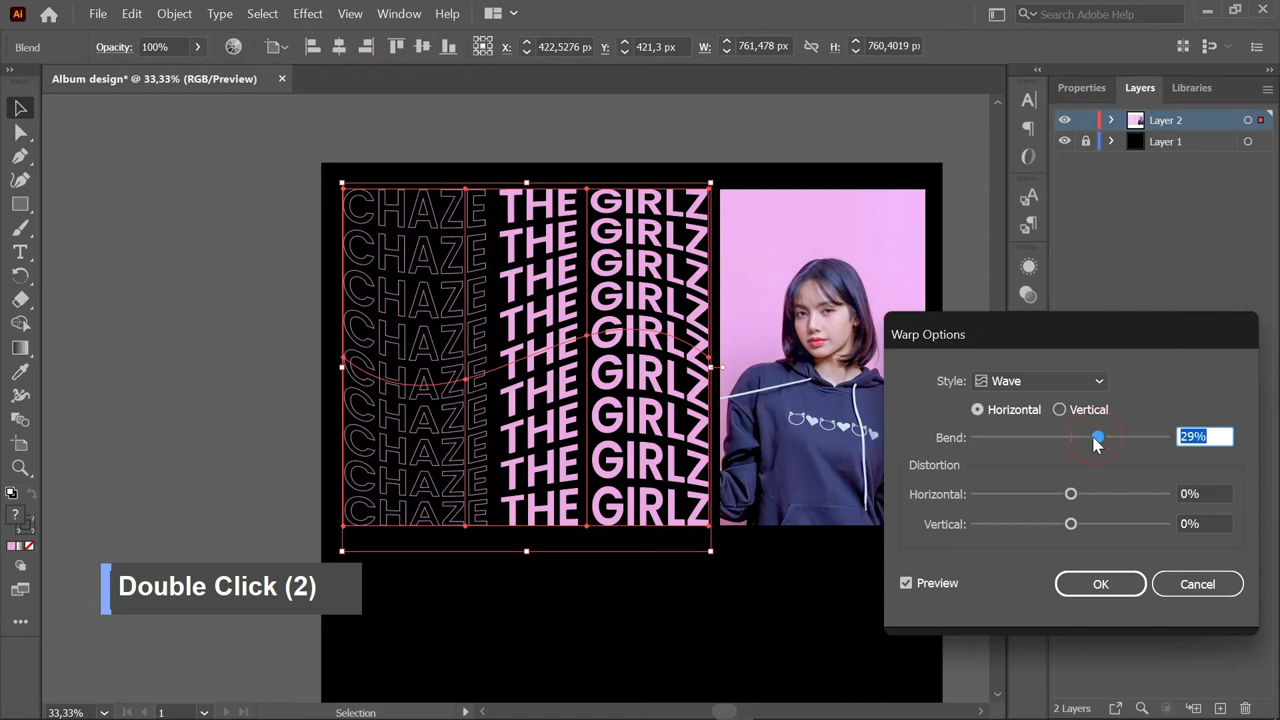 Ai File Edit Object Type Select Effect View Window Help Search Adobe Help
Blend Opacity: 100% X: 422,5276 px Y: 421,3 px W: 761,478 px H: 760,4019 px
Album design* @ 33,33% (RGB/Preview)
Properties Layers Libraries
Layer 2
Layer 1
CHAZE THE GIRLZ
CHAZE THE GIRLZ
CHAZE THE GIRLZ
CHAZE THE GIRLZ
CHAZE THE GIRLZ
CHAZE THE GIRLZ
CHAZE THE GIRLZ
CHAZE THE GIRLZ
CHAZE THE GIRLZ
Warp Options
Style: Wave
Horizontal Vertical
Bend: 29%
Distortion
Horizontal: 0%
Vertical: 0%
Preview OK Cancel
Double Click (2)
33,33% 1 Selection 2 Layers